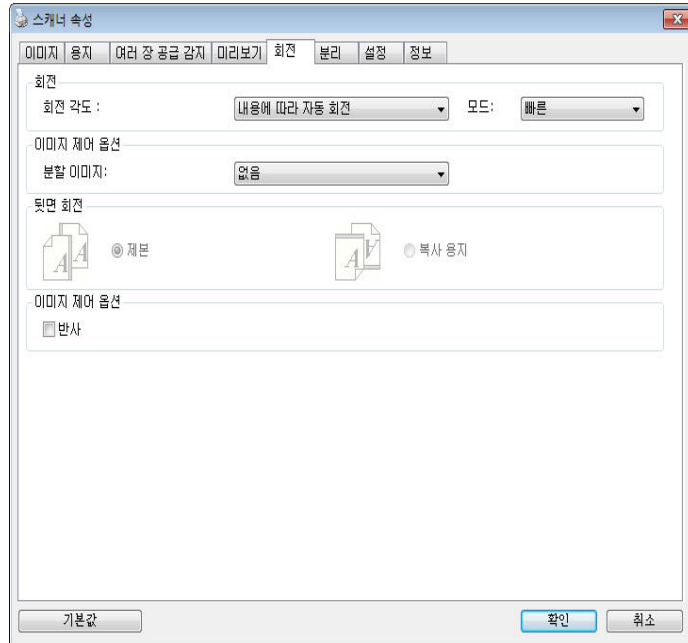 스캐너 속성
이미지 용지 여러 장 공급 감지 미리보기 회전 분리 설정 정보
회전
회전 각도 : 내용에 따라 자동 회전 모드: 빠른
이미지 제어 옵션
분할 이미지: 없음
뒷면 회전
A A 제본 A A 복사 용지
이미지 제어 옵션
반사
기본값 확인 취소